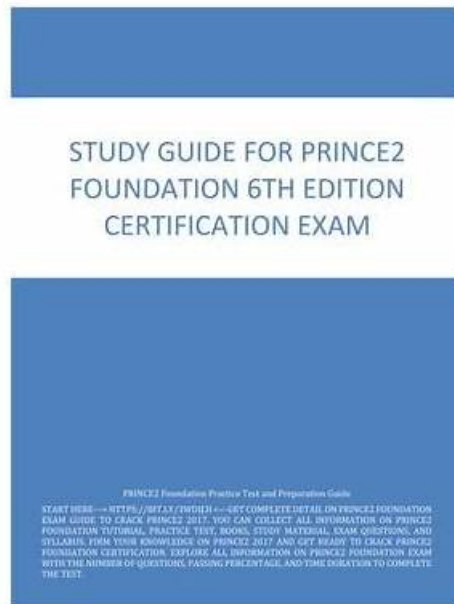 STUDY GUIDE FOR PRINCE2
FOUNDATION 6TH EDITION
CERTIFICATION EXAM
PRINCE2 Foundation Practice Test and Preparation Guide
START HERE---> <---GET COMPLETE DETAIL ON PRINCE2 FOUNDATION
EXAM GUIDE TO CRACK PRINCE2 2017. YOU CAN COLLECT ALL INFORMATION ON PRINCE2
FOUNDATION TUTORIAL, PRACTICE TEST, BOOKS, STUDY MATERIAL, EXAM QUESTIONS, AND
SYLLABUS. FIRM YOUR KNOWLEDGE ON PRINCE2 2017 AND GET READY TO CRACK PRINCE2
FOUNDATION CERTIFICATION. EXPLORE ALL INFORMATION ON PRINCE2 FOUNDATION EXAM
WITH THE NUMBER OF QUESTIONS, PASSING PERCENTAGE, AND TIME DURATION TO COMPLETE
THE TEST.